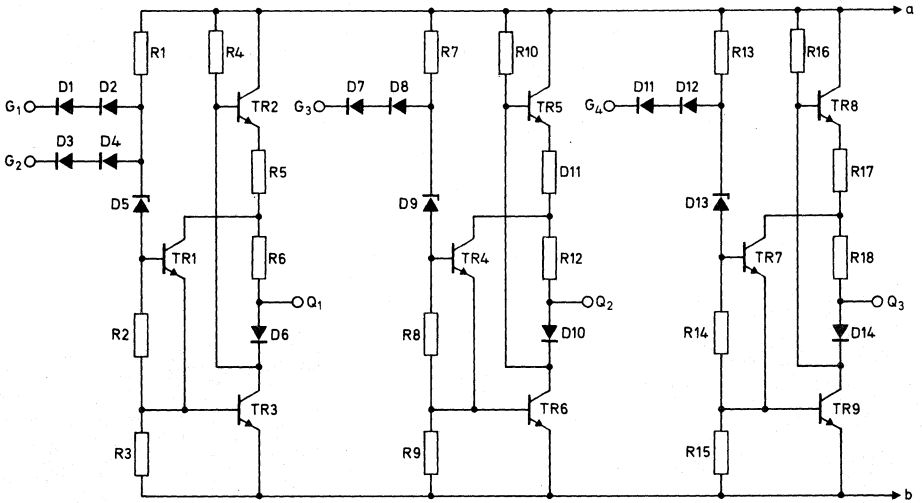 a
R1 R4 R7 R10 R13 R16
D1 D2 TR2 D7 D8 TR5 D11 D12 TR8
G1 G3 G4
D3 D4
G2 R5 D11 R17
D5 D9 D13
TR1 R6 TR4 R12 TR7 R18
Q1 Q2 Q3
R2 D6 R8 D10 R14 D14
TR3 TR6 TR9
R3 R9 R15
b